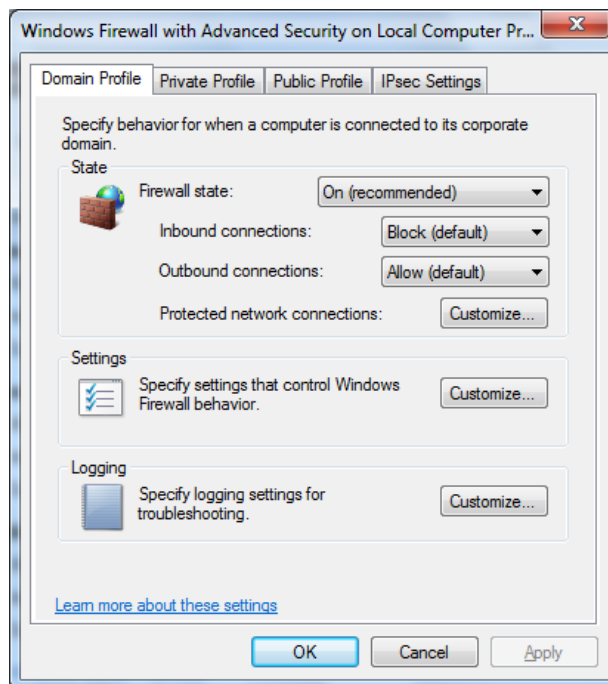 Windows Firewall with Advanced Security on Local Computer Pr...
Domain Profile Private Profile Public Profile IPsec Settings
Specify behavior for when a computer is connected to its corporate
domain.
State
Firewall state: On (recommended)
Inbound connections: Block (default)
Outbound connections: Allow (default)
Protected network connections: Customize...
Settings
Specify settings that control Windows
Firewall behavior.
Customize...
Logging
Specify logging settings for
troubleshooting.
Customize...
Learn more about these settings
OK Cancel Apply